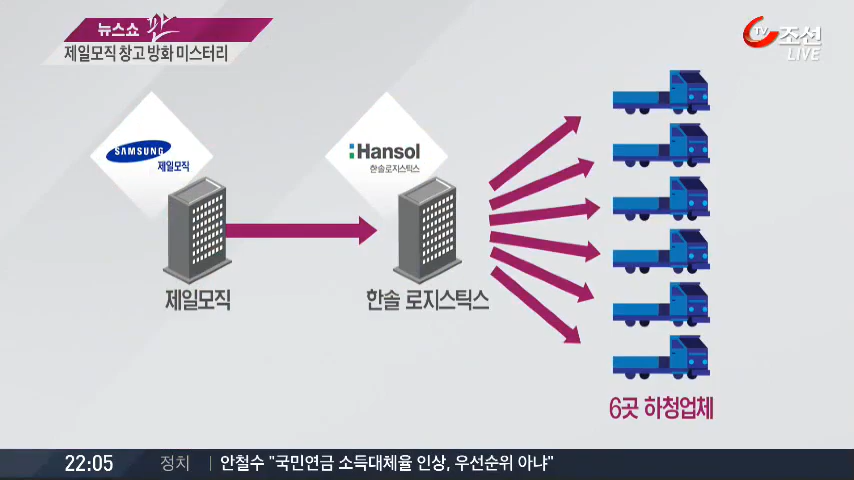 뉴스쇼 판
TV조선
LIVE
제일모직 창고 방화 미스터리
SAMSUNG
제일모직
Hansol
한솔로지스틱스
제일모직
한솔 로지스틱스
6곳 하청업체
22:05 정치 안철수 "국민연금 소득대체율 인상, 우선순위 아냐"